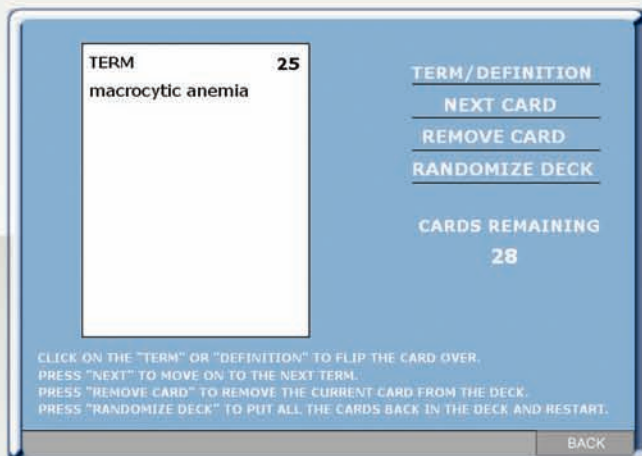 TERM 25
macrocytic anemia
TERM/DEFINITION
NEXT CARD
REMOVE CARD
RANDOMIZE DECK
CARDS REMAINING
28
CLICK ON THE "TERM" OR "DEFINITION" TO FLIP THE CARD OVER.
PRESS "NEXT" TO MOVE ON TO THE NEXT TERM.
PRESS "REMOVE CARD" TO REMOVE THE CURRENT CARD FROM THE DECK.
PRESS "RANDOMIZE DECK" TO PUT ALL THE CARDS BACK IN THE DECK AND RESTART.
BACK